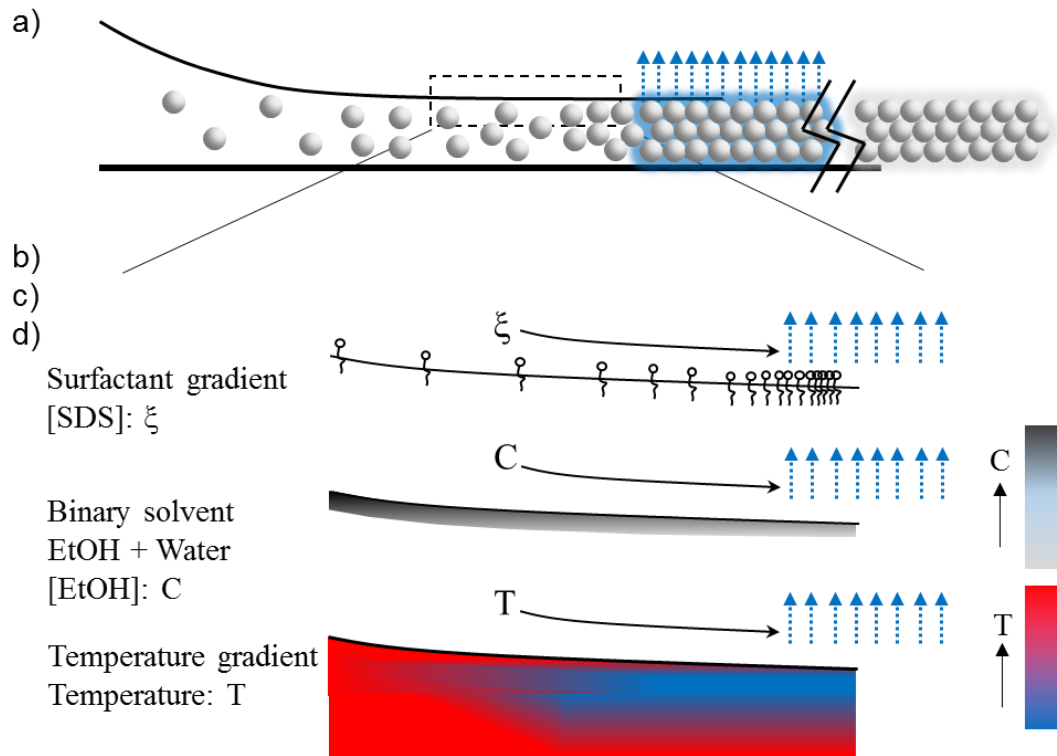 a)
b)
c)
d)
ξ
Surfactant gradient
[SDS]: ξ
C
C
Binary solvent
EtOH + Water
[EtOH]: C
T
T
Temperature gradient
Temperature: T